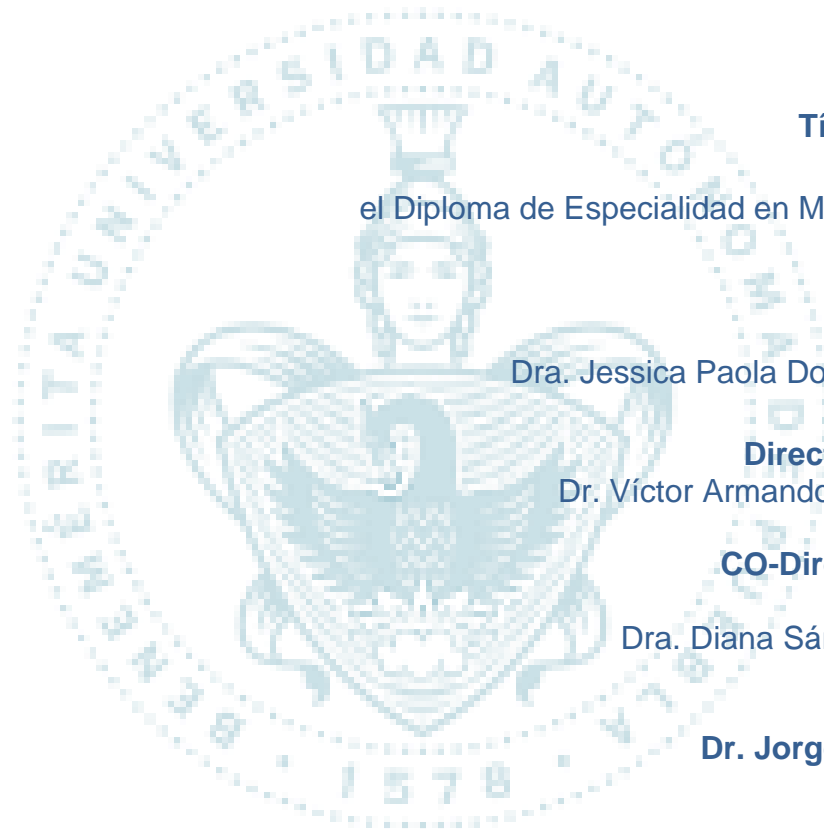 BENEMÉRITA UNIVERSIDAD AUTÓNOMA DE PUEBLA
· 1578 ·
Tí
el Diploma de Especialidad en M
Dra. Jessica Paola Do
Direc
Dr. Víctor Armando
CO-Dir
Dra. Diana Sá
Dr. Jorg